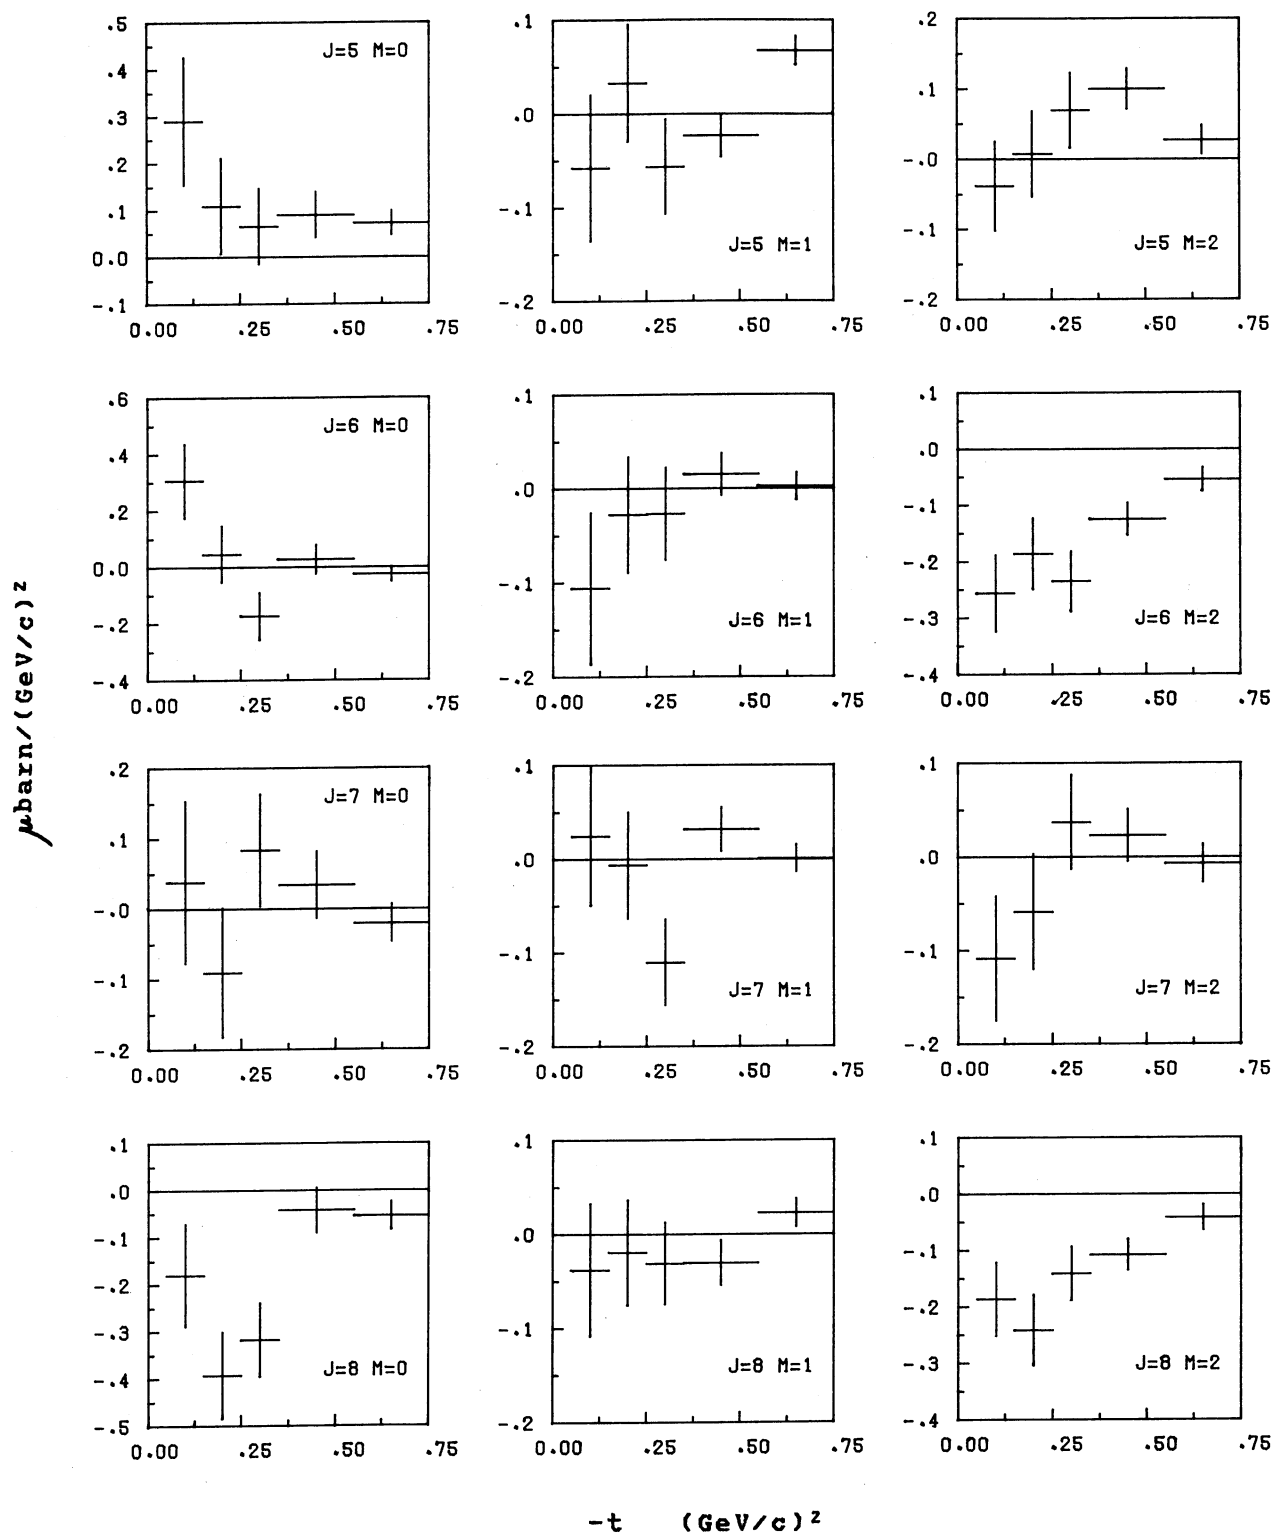 .5
.4
.3
.2
.1
0.0
-.1
J=5 M=0
0.00 .25 .50 .75
.1
.0
-.1
-.2
J=5 M=1
0.00 .25 .50 .75
.2
.1
-.0
-.1
-.2
J=5 M=2
0.00 .25 .50 .75
.6
.4
.2
0.0
-.2
-.4
J=6 M=0
0.00 .25 .50 .75
.1
.0
-.1
-.2
J=6 M=1
0.00 .25 .50 .75
.1
.0
-.1
-.2
-.3
-.4
J=6 M=2
0.00 .25 .50 .75
μbarn/(GeV/c)²
.2
.1
-.0
-.1
-.2
J=7 M=0
0.00 .25 .50 .75
.1
.0
-.1
-.2
J=7 M=1
0.00 .25 .50 .75
.1
.0
-.1
-.2
J=7 M=2
0.00 .25 .50 .75
.1
.0
-.1
-.2
-.3
-.4
-.5
J=8 M=0
0.00 .25 .50 .75
.1
.0
-.1
-.2
J=8 M=1
0.00 .25 .50 .75
.1
.0
-.1
-.2
-.3
-.4
J=8 M=2
0.00 .25 .50 .75
-t (GeV/c)²